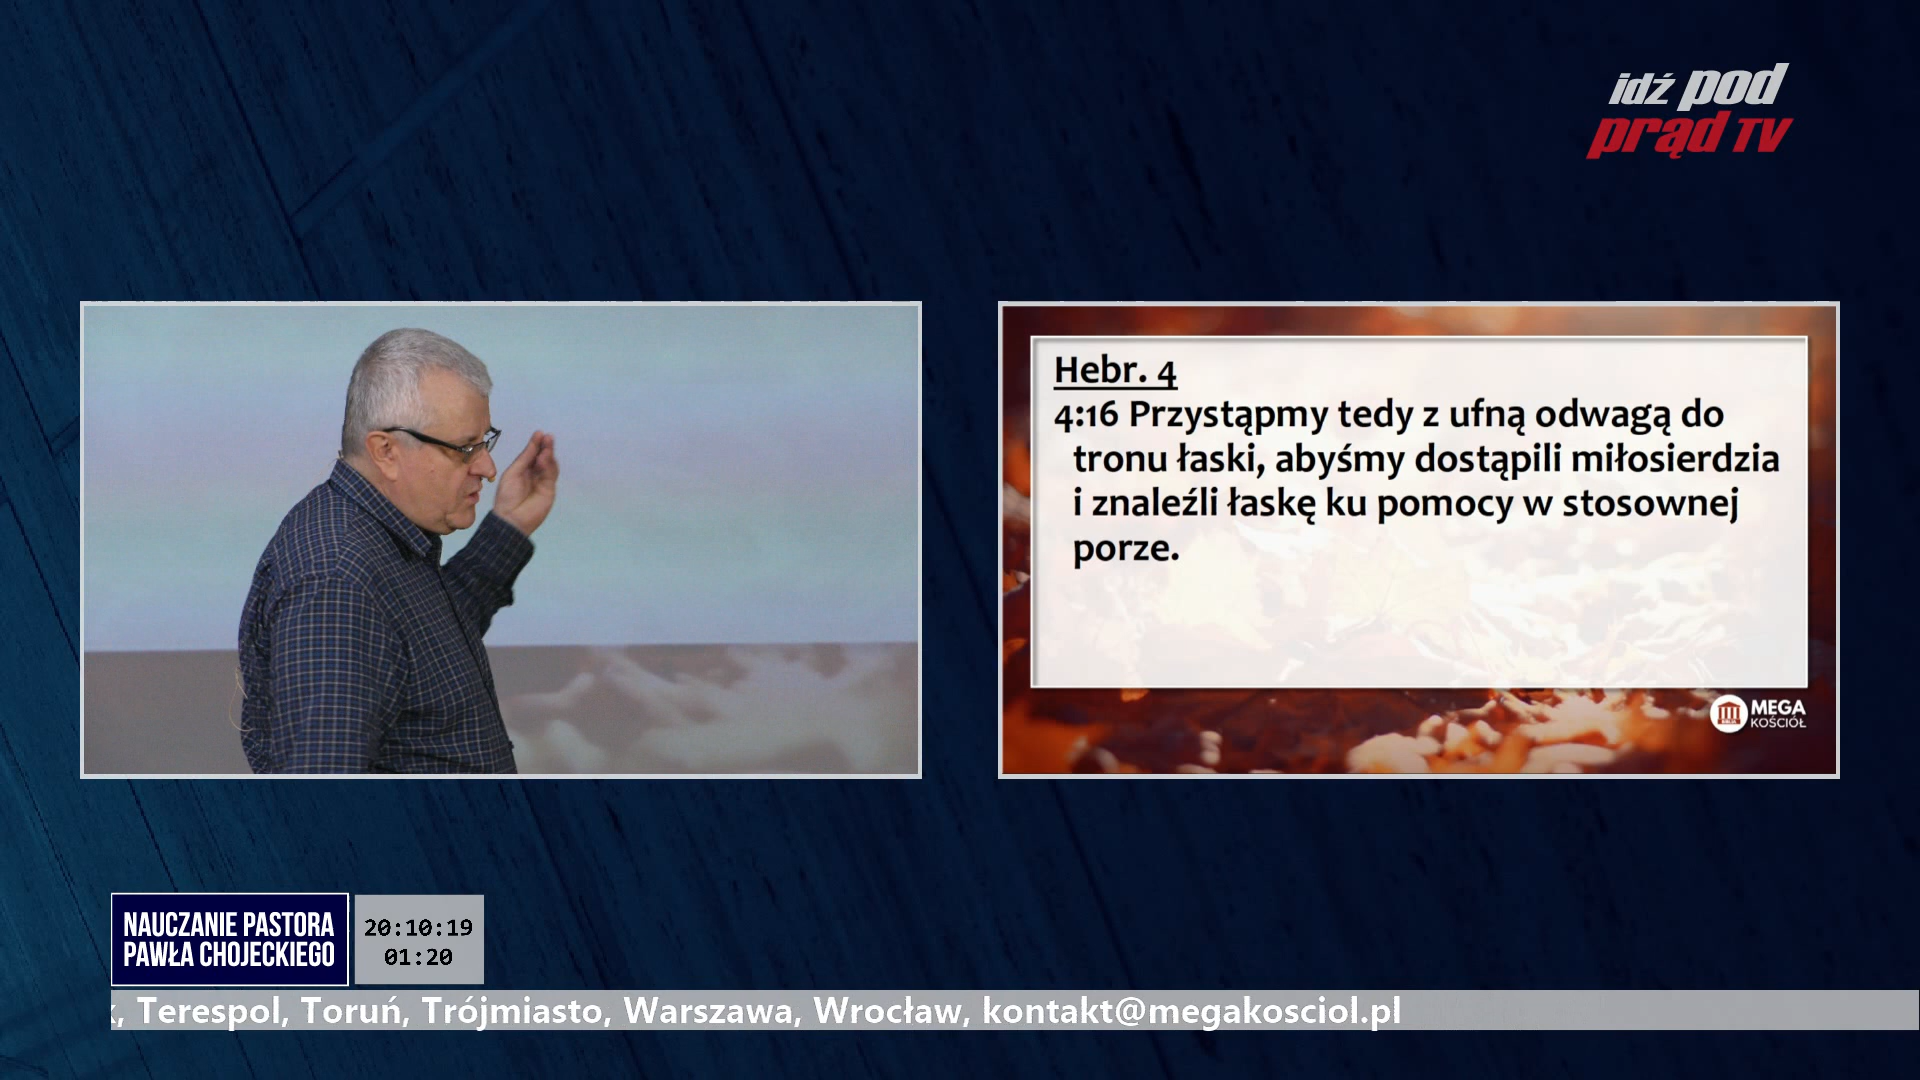 idź pod
prąd TV
Hebr. 4
4:16 Przystąpmy tedy z ufną odwagą do
tronu łaski, abyśmy dostąpili miłosierdzia
i znaleźli łaskę ku pomocy w stosownej
porze.
MEGA
KOŚCIÓŁ
NAUCZANIE PASTORA
PAWŁA CHOJECKIEGO
20:10:19
01:20
, Terespol, Toruń, Trójmiasto, Warszawa, Wrocław, kontakt@megakosciol.pl